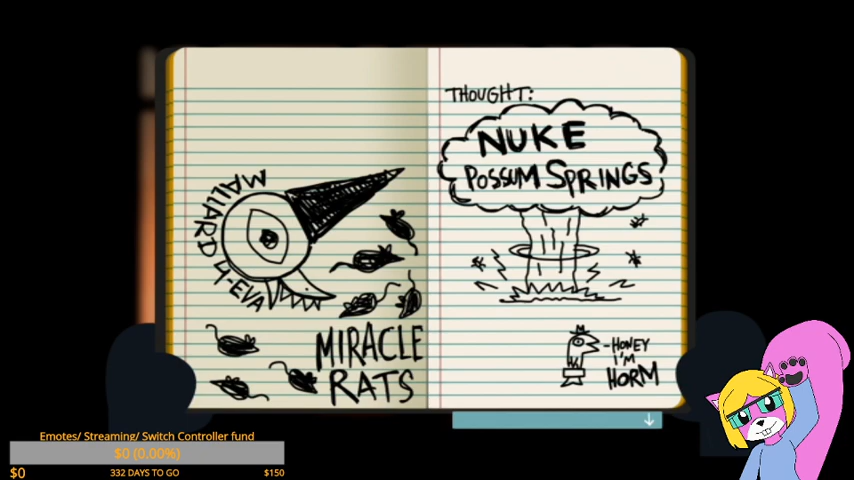 MALLARD 4-EVA
MIRACLE
RATS
THOUGHT:
NUKE
POSSUM SPRINGS
-HONEY
I'M
HORM
Emotes/ Streaming/ Switch Controller fund
$0 (0.00%)
$0 332 DAYS TO GO $150